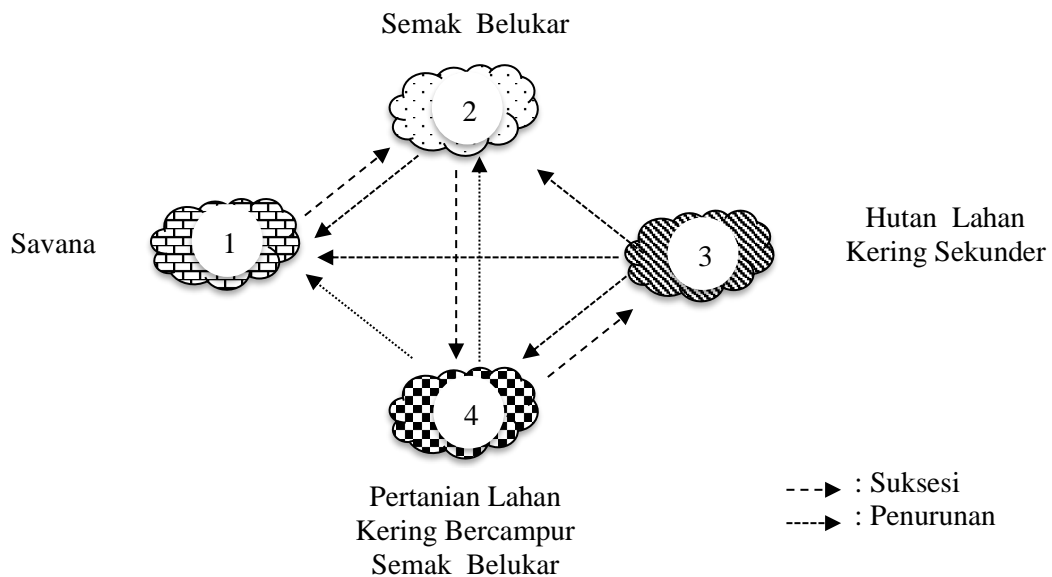 Semak Belukar
2
Savana
1
3
Hutan Lahan
Kering Sekunder
4
Pertanian Lahan
Kering Bercampur
Semak Belukar
: Suksesi
: Penurunan